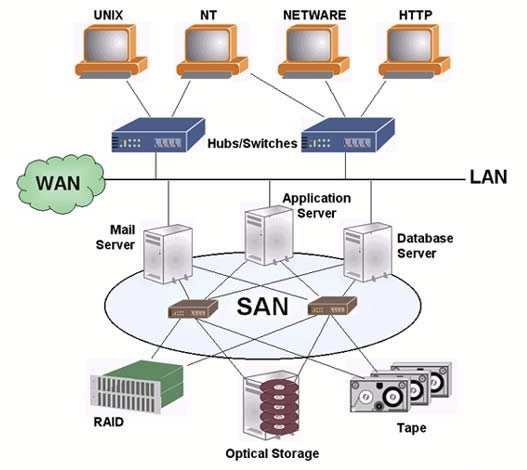 UNIX
NT
NETWARE
HTTP
Hubs/Switches
WAN
LAN
Application
Server
Mail
Server
Database
Server
SAN
RAID
Optical Storage
Tape